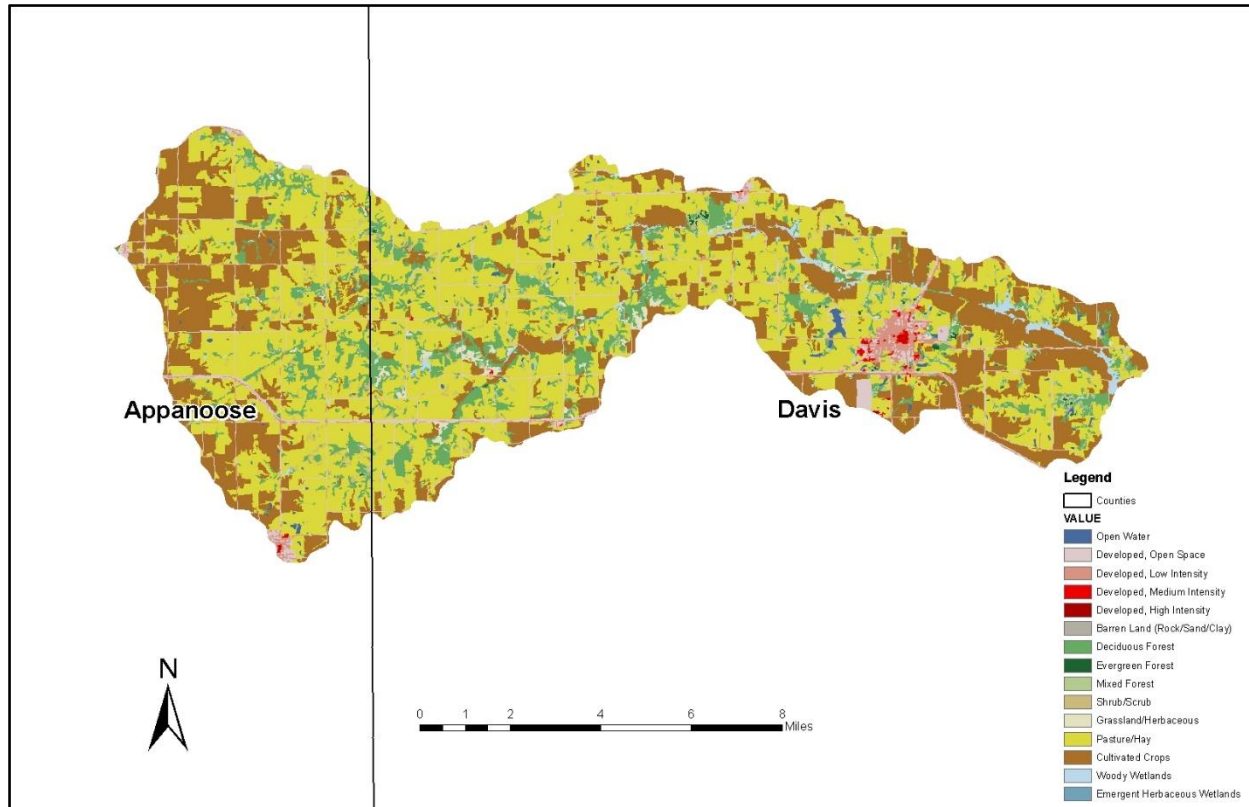 Appanoose
Davis
Legend
Counties
VALUE
Open Water
Developed, Open Space
Developed, Low Intensity
Developed, Medium Intensity
Developed, High Intensity
Barren Land (Rock/Sand/Clay)
Deciduous Forest
Evergreen Forest
Mixed Forest
Shrub/Scrub
Grassland/Herbaceous
Pasture/Hay
Cultivated Crops
Woody Wetlands
Emergent Herbaceous Wetlands
N
0 1 2 4 6 8
Miles